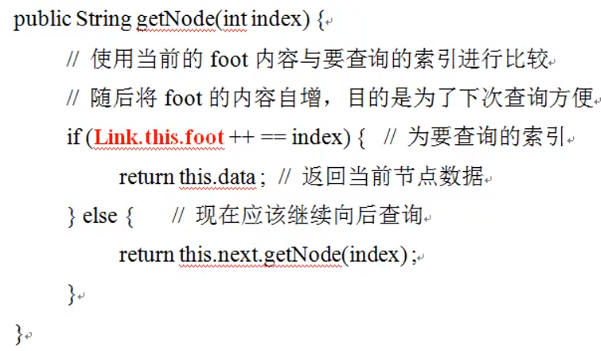 public String getNode(int index) {
// 使用当前的 foot 内容与要查询的索引进行比较
// 随后将 foot 的内容自增，目的是为了下次查询方便
if (Link.this.foot ++ == index) { // 为要查询的索引
return this.data ; // 返回当前节点数据
} else { // 现在应该继续向后查询
return this.next.getNode(index) ;
}
}